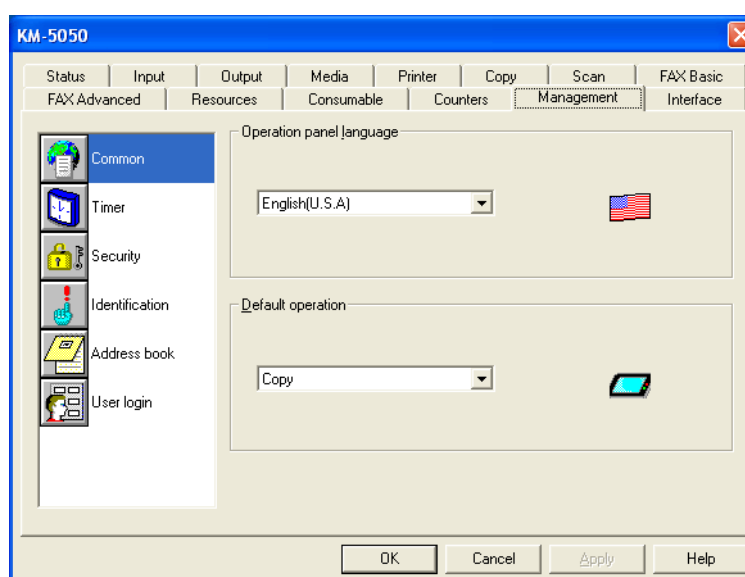 KM-5050
Status Input Output Media Printer Copy Scan FAX Basic
FAX Advanced Resources Consumable Counters Management Interface
Common
Timer
Security
Identification
Address book
User login
Operation panel language
English(U.S.A)
Default operation
Copy
OK Cancel Apply Help